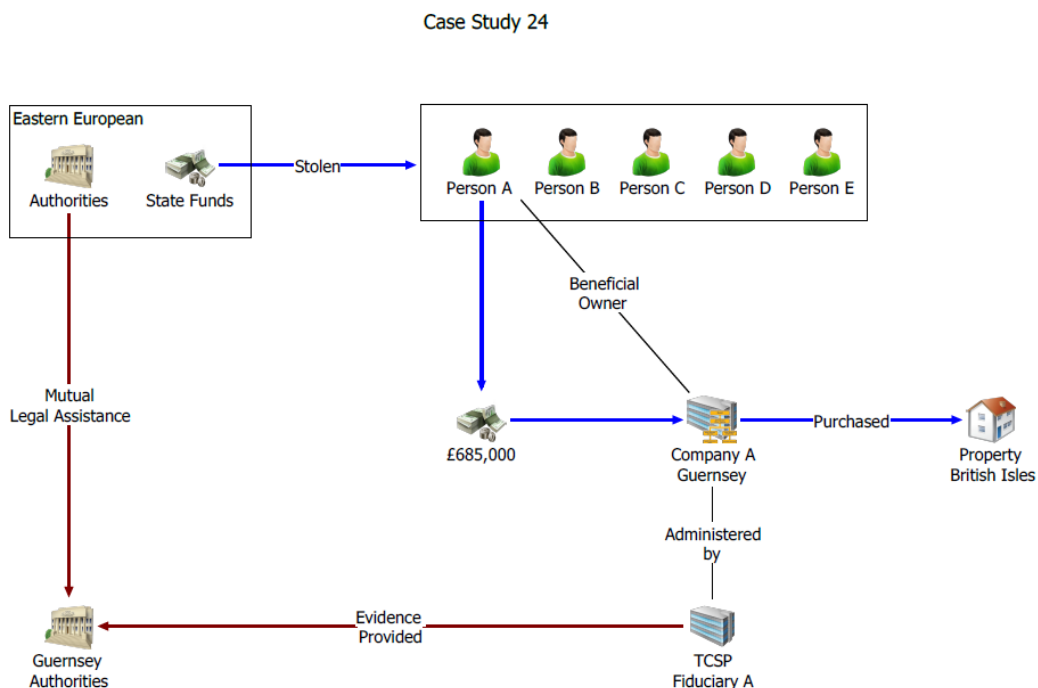 Case Study 24
Eastern European
Authorities
State Funds
Stolen
Person A
Person B
Person C
Person D
Person E
Beneficial
Owner
Mutual
Legal Assistance
£685,000
Company A
Guernsey
Purchased
Property
British Isles
Administered
by
Evidence
Provided
Guernsey
Authorities
TCSP
Fiduciary A